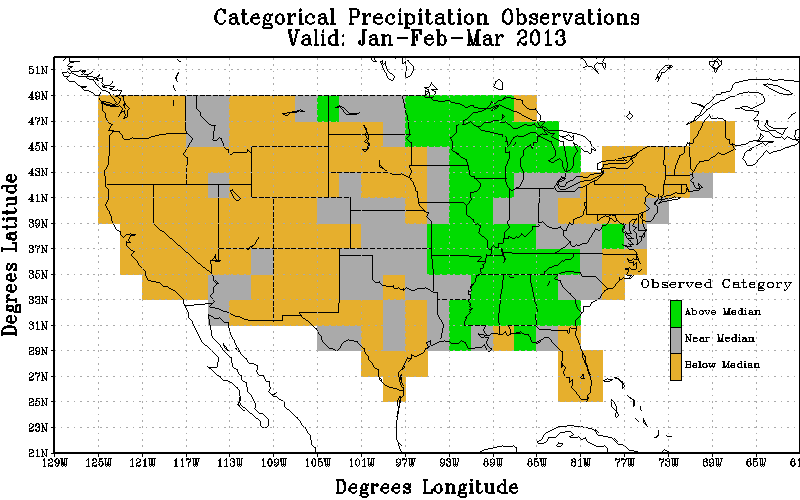 Categorical Precipitation Observations
Valid: Jan-Feb-Mar 2013
51N
49N
47N
45N
43N
41N
39N
37N
35N
33N
31N
29N
27N
25N
23N
21N
Degrees Latitude
Observed Category
Above Median
Near Median
Below Median
129W 125W 121W 117W 113W 109W 105W 101W 97W 93W 89W 85W 81W 77W 73W 69W 65W 61
Degrees Longitude